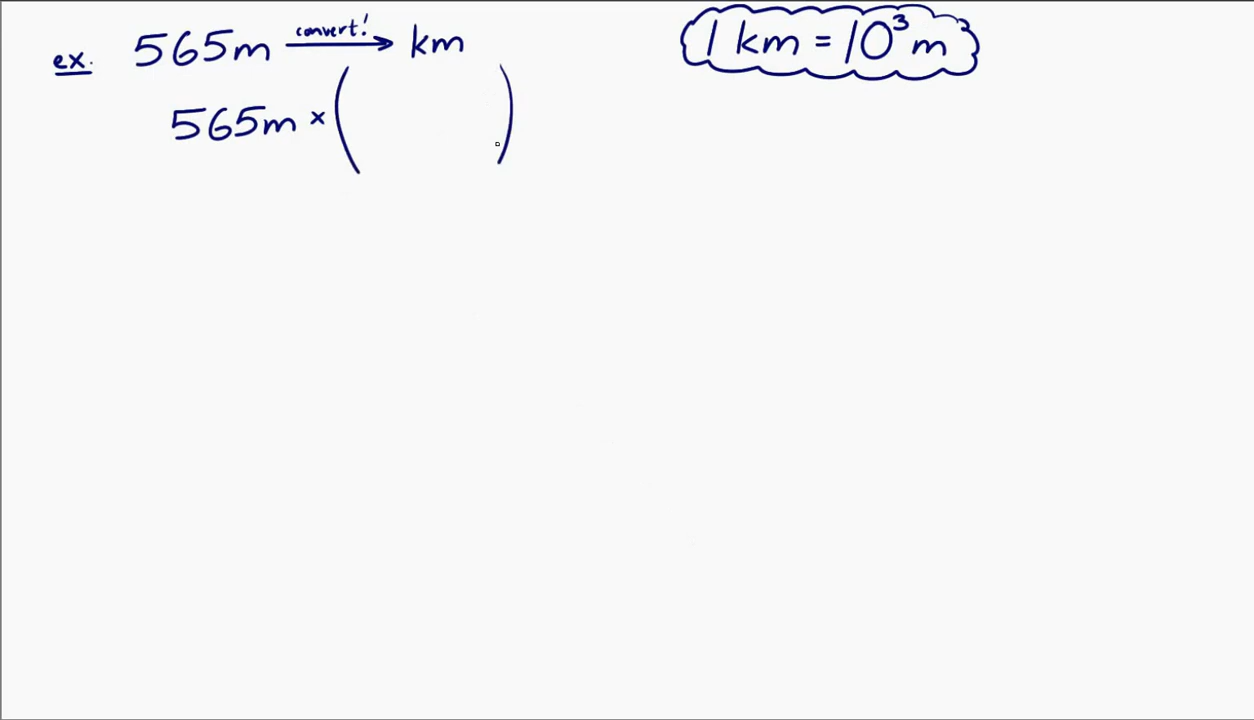 ex. 565m convert! → km
1 km = 10³ m
565m × ( )